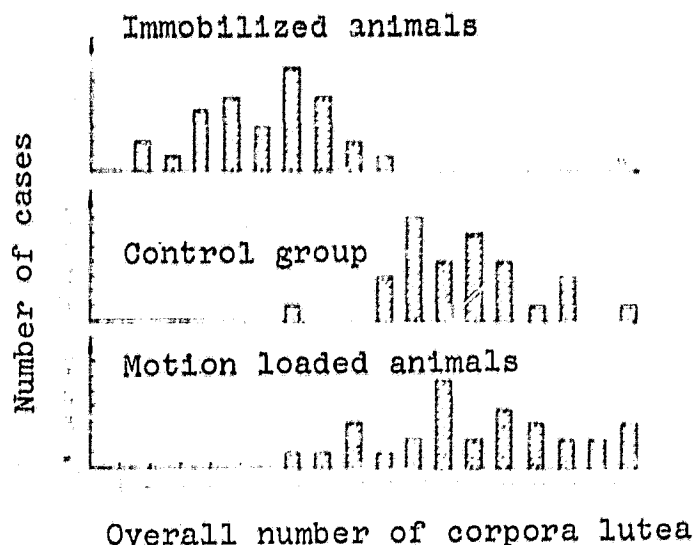 Immobilized animals
Number of cases
Control group
Motion loaded animals
Overall number of corpora lutea